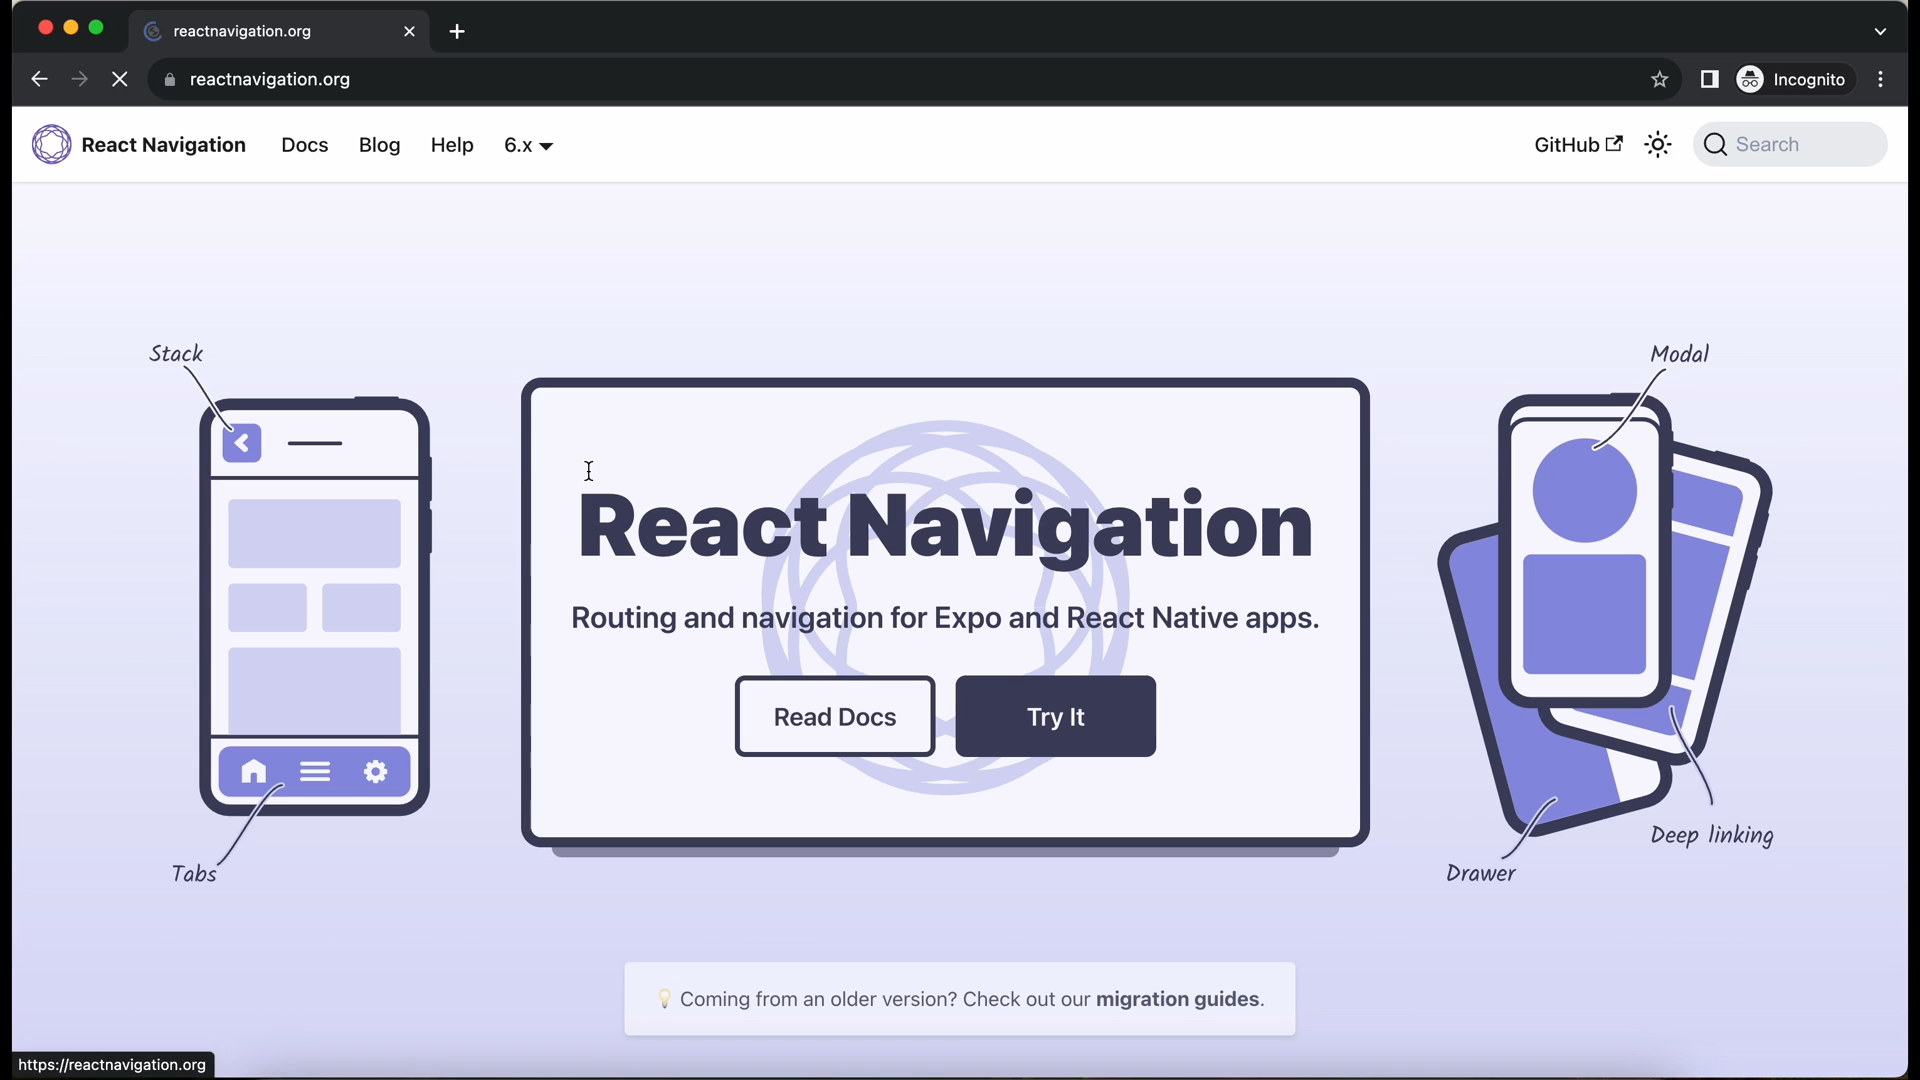 reactnavigation.org
reactnavigation.org
Incognito
React Navigation Docs Blog Help 6.x
GitHub
Search
Stack
Modal
React Navigation
Routing and navigation for Expo and React Native apps.
Read Docs
Try It
Tabs
Drawer
Deep linking
💡 Coming from an older version? Check out our migration guides.
https://reactnavigation.org